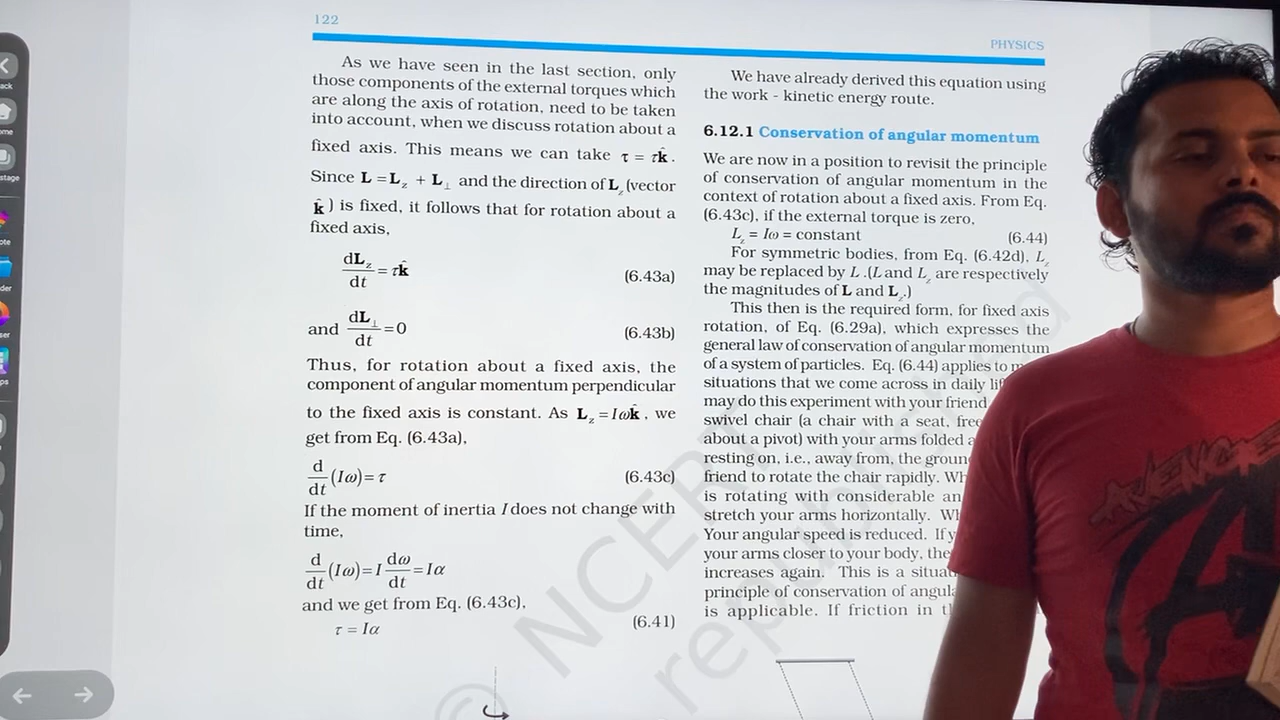 122
PHYSICS
As we have seen in the last section, only
those components of the external torques which
are along the axis of rotation, need to be taken
into account, when we discuss rotation about a
fixed axis. This means we can take τ = τk̂.
Since L = L_z + L_⊥ and the direction of L_z (vector
k̂) is fixed, it follows that for rotation about a
fixed axis,
dL_z/dt = τk̂ (6.43a)
and dL_⊥/dt = 0 (6.43b)
Thus, for rotation about a fixed axis, the
component of angular momentum perpendicular
to the fixed axis is constant. As L_z = Iωk̂, we
get from Eq. (6.43a),
d/dt (Iω) = τ (6.43c)
If the moment of inertia I does not change with
time,
d/dt (Iω) = I dω/dt = Iα
and we get from Eq. (6.43c),
τ = Iα (6.41)
We have already derived this equation using
the work - kinetic energy route.
6.12.1 Conservation of angular momentum
We are now in a position to revisit the principle
of conservation of angular momentum in the
context of rotation about a fixed axis. From Eq.
(6.43c), if the external torque is zero,
L_z = Iω = constant (6.44)
For symmetric bodies, from Eq. (6.42d), L_z
may be replaced by L .(L and L_z are respectively
the magnitudes of L and L_z.)
This then is the required form, for fixed axis
rotation, of Eq. (6.29a), which expresses the
general law of conservation of angular momentum
of a system of particles. Eq. (6.44) applies to
situations that we come across in daily
may do this experiment with your friend
swivel chair (a chair with a seat, free
about a pivot) with your arms folded
resting on, i.e., away from, the
friend to rotate the chair rapidly.
is rotating with considerable
stretch your arms horizontally.
Your angular speed is reduced. If
your arms closer to your body, the
increases again. This is a
principle of conservation of
is applicable. If friction in
© NCERT
AVENGE